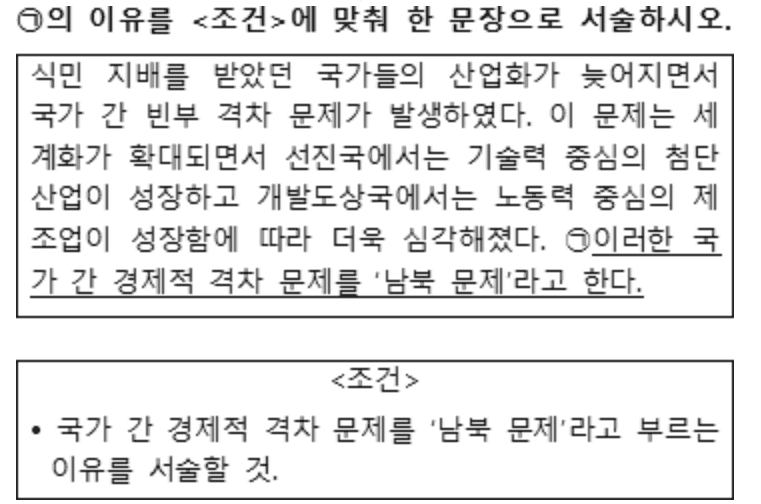 ㉠의 이유를 <조건>에 맞춰 한 문장으로 서술하시오.
식민 지배를 받았던 국가들의 산업화가 늦어지면서
국가 간 빈부 격차 문제가 발생하였다. 이 문제는 세
계화가 확대되면서 선진국에서는 기술력 중심의 첨단
산업이 성장하고 개발도상국에서는 노동력 중심의 제
조업이 성장함에 따라 더욱 심각해졌다. ㉠이러한 국
가 간 경제적 격차 문제를 '남북 문제'라고 한다.
<조건>
• 국가 간 경제적 격차 문제를 '남북 문제'라고 부르는
이유를 서술할 것.